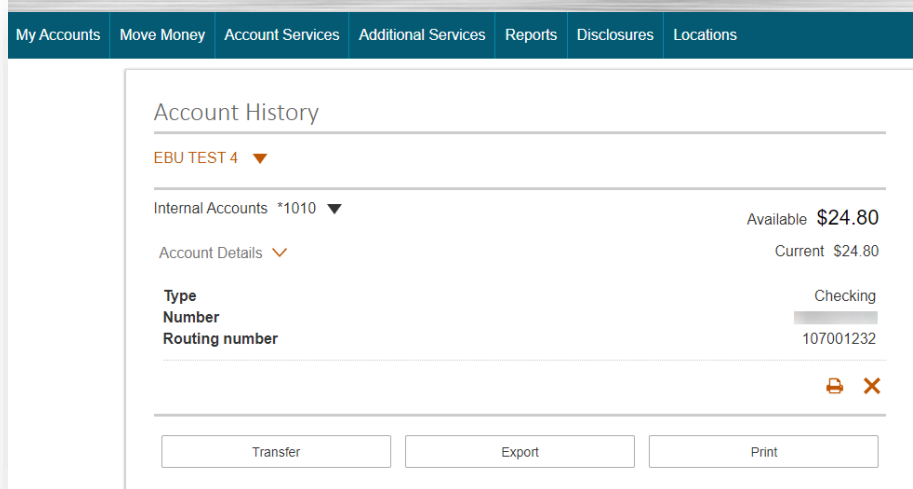 My Accounts Move Money Account Services Additional Services Reports Disclosures Locations
Account History
EBU TEST 4
Internal Accounts *1010
Available $24.80
Account Details
Current $24.80
Type Checking
Number
Routing number 107001232
Transfer Export Print